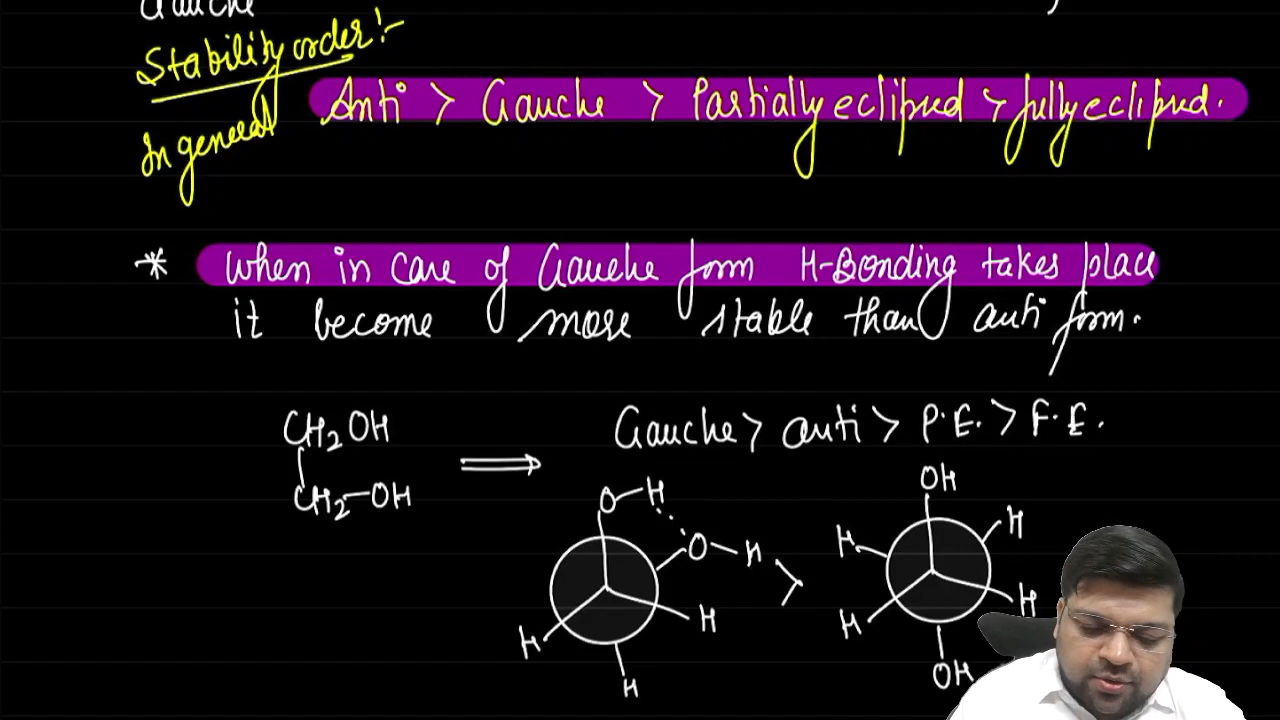 Gauche
Stability order:-
In general Anti > Gauche > Partially eclipsed > fully eclipsed.
* When in case of Gauche form H-Bonding takes place
it become more stable than anti form.
CH2OH
CH2-OH
Gauche > anti > P.E. > F.E.
O-H
O-H
H
H
H
>
OH
H
H
H
H
OH